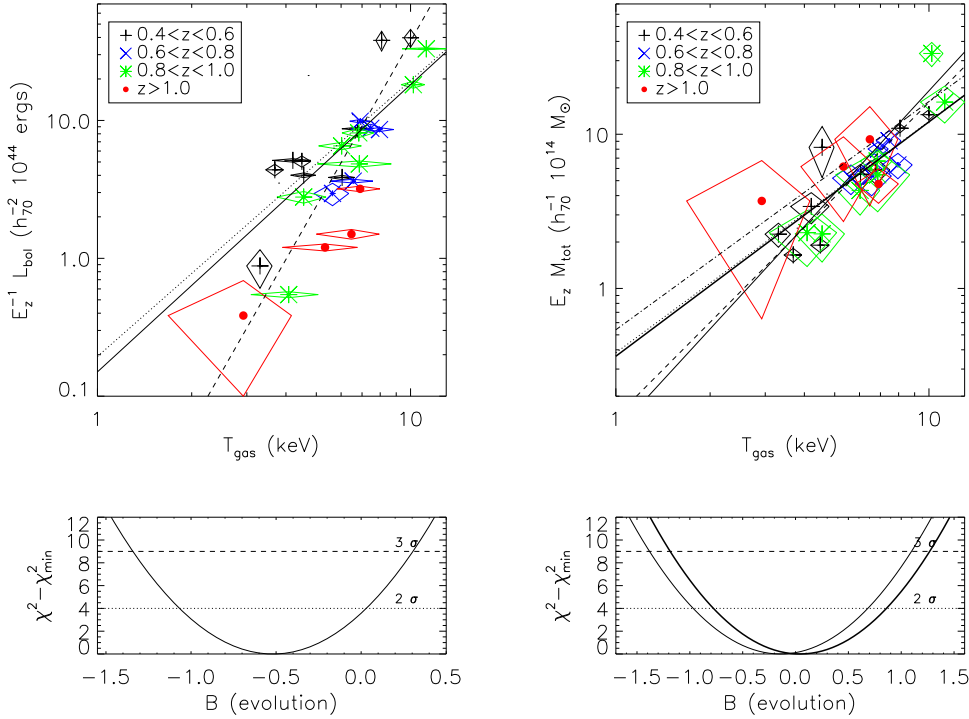 0.4<z<0.6
0.6<z<0.8
0.8<z<1.0
z>1.0
10.0
1.0
0.1
E_z^-1 L_bol (h_70^-2 10^44 ergs)
1 10
T_gas (keV)
0.4<z<0.6
0.6<z<0.8
0.8<z<1.0
z>1.0
10
1
E_z M_tot (h_70^-1 10^14 M_⊙)
1 10
T_gas (keV)
12
10
8
6
4
2
0
χ²−χ²_min
3 σ
2 σ
−1.5 −1.0 −0.5 0.0 0.5
B (evolution)
12
10
8
6
4
2
0
χ²−χ²_min
3 σ
2 σ
−1.5 −1.0 −0.5 0.0 0.5 1.0 1.5
B (evolution)